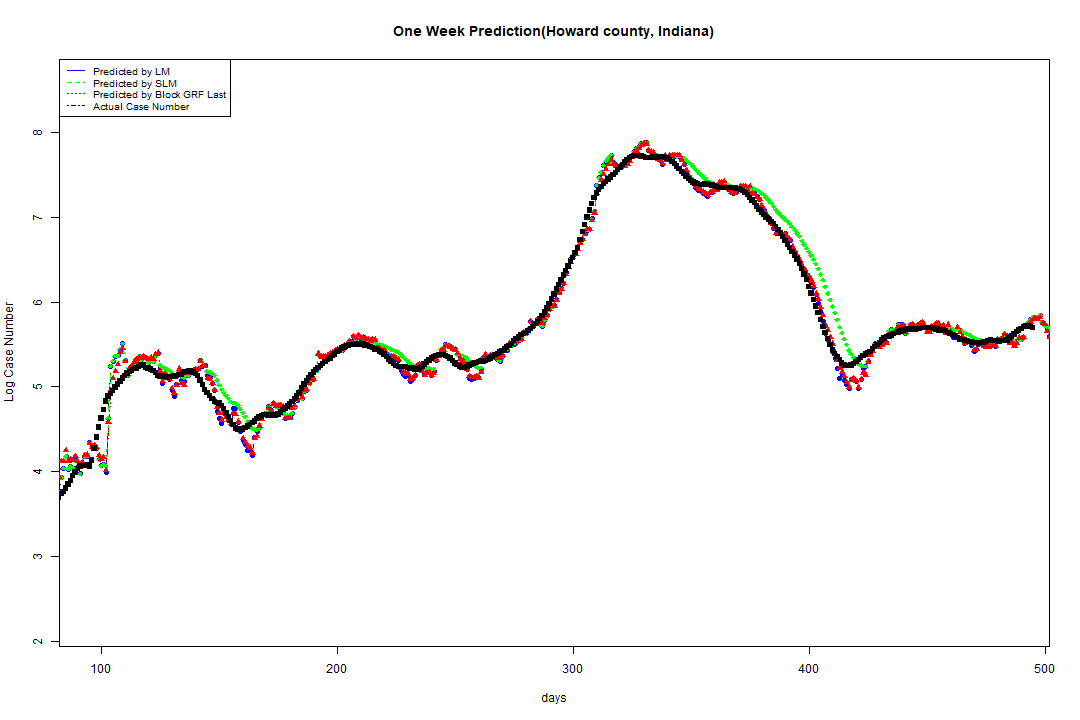 One Week Prediction(Howard county, Indiana)
Predicted by LM
Predicted by SLM
Predicted by Block GRF Last
Actual Case Number
Log Case Number
8
7
6
5
4
3
2
100 200 300 400 500
days